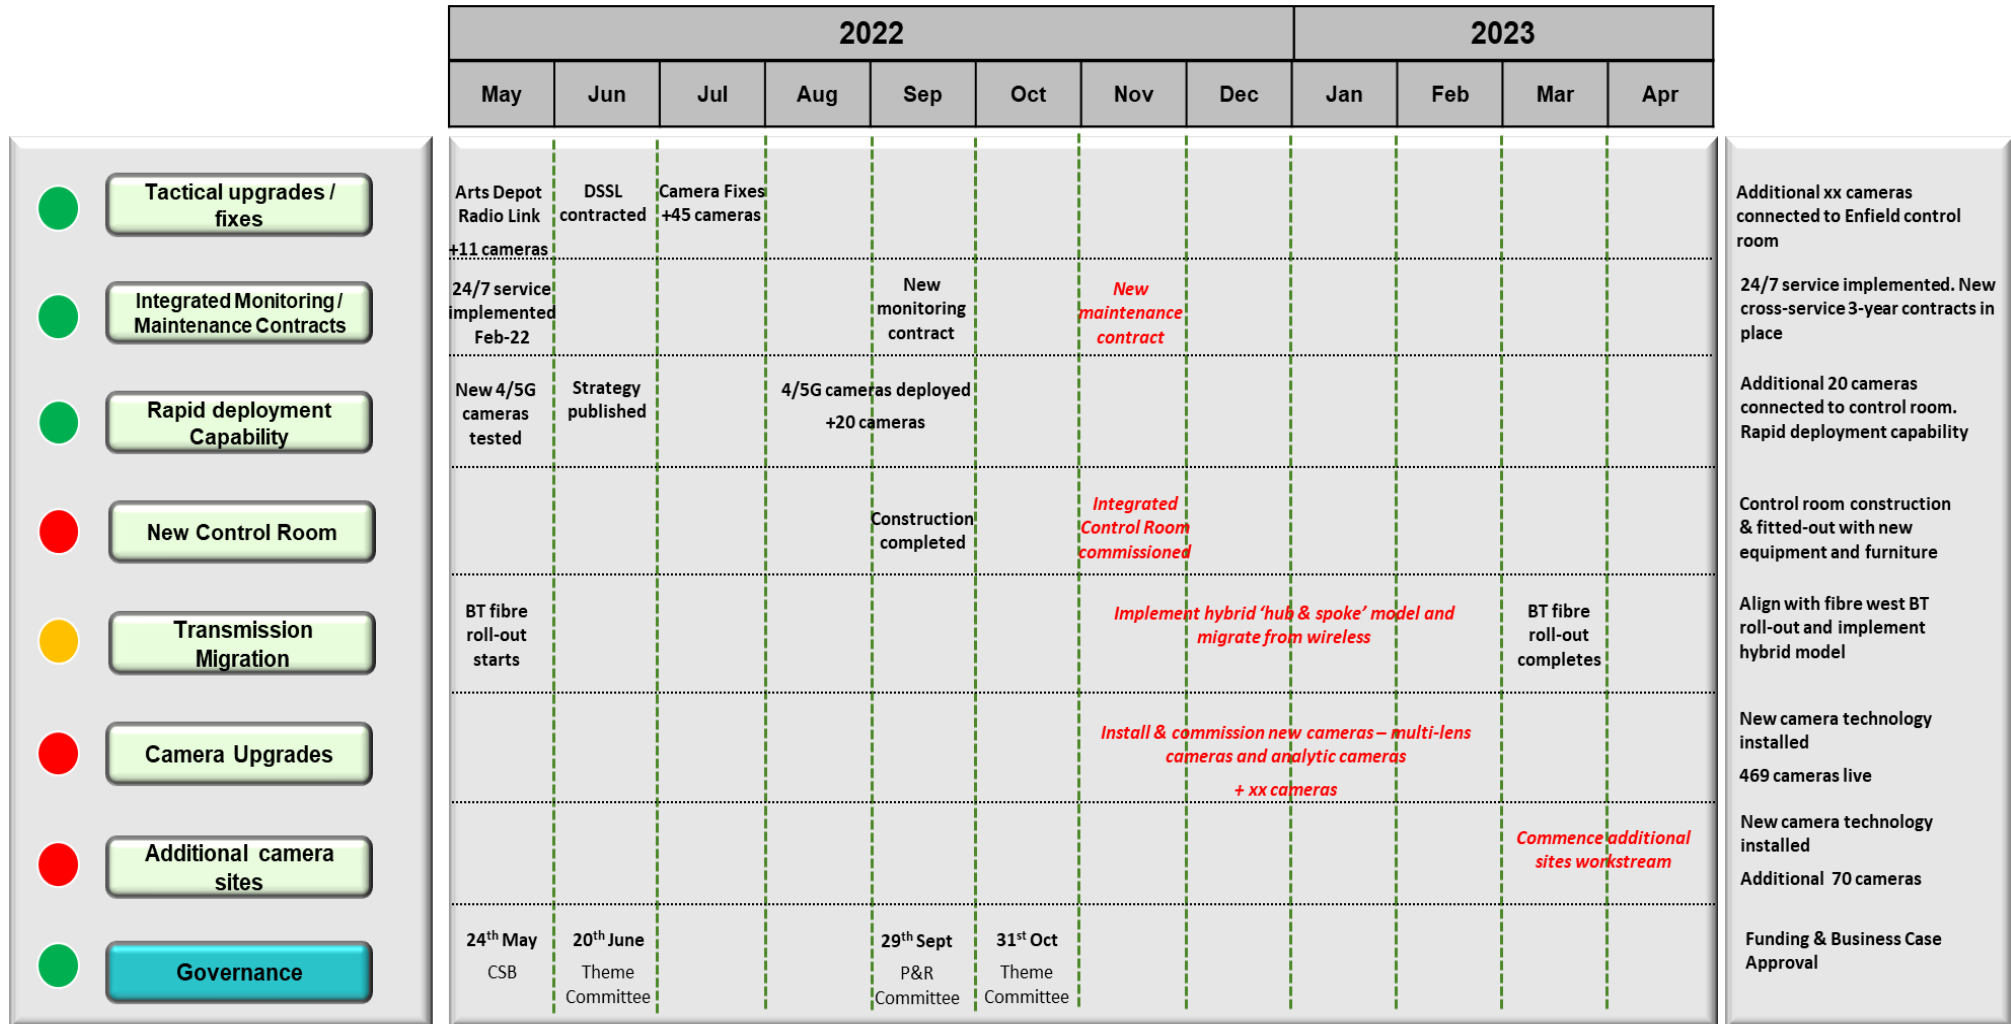 2022
2023
May
Jun
Jul
Aug
Sep
Oct
Nov
Dec
Jan
Feb
Mar
Apr
Tactical upgrades /
fixes
Arts Depot
Radio Link
+11 cameras
DSSL
contracted
Camera Fixes
+45 cameras
Additional xx cameras
connected to Enfield control
room
Integrated Monitoring /
Maintenance Contracts
24/7 service
implemented
Feb-22
New
monitoring
contract
New
maintenance
contract
24/7 service implemented. New
cross-service 3-year contracts in
place
Rapid deployment
Capability
New 4/5G
cameras
tested
Strategy
published
4/5G cameras deployed
+20 cameras
Additional 20 cameras
connected to control room.
Rapid deployment capability
New Control Room
Construction
completed
Integrated
Control Room
commissioned
Control room construction
& fitted-out with new
equipment and furniture
Transmission
Migration
BT fibre
roll-out
starts
Implement hybrid ‘hub & spoke’ model and
migrate from wireless
BT fibre
roll-out
completes
Align with fibre west BT
roll-out and implement
hybrid model
Camera Upgrades
Install & commission new cameras – multi-lens
cameras and analytic cameras
+ xx cameras
New camera technology
installed
469 cameras live
Additional camera
sites
Commence additional
sites workstream
New camera technology
installed
Additional 70 cameras
Governance
24th May
CSB
20th June
Theme
Committee
29th Sept
P&R
Committee
31st Oct
Theme
Committee
Funding & Business Case
Approval